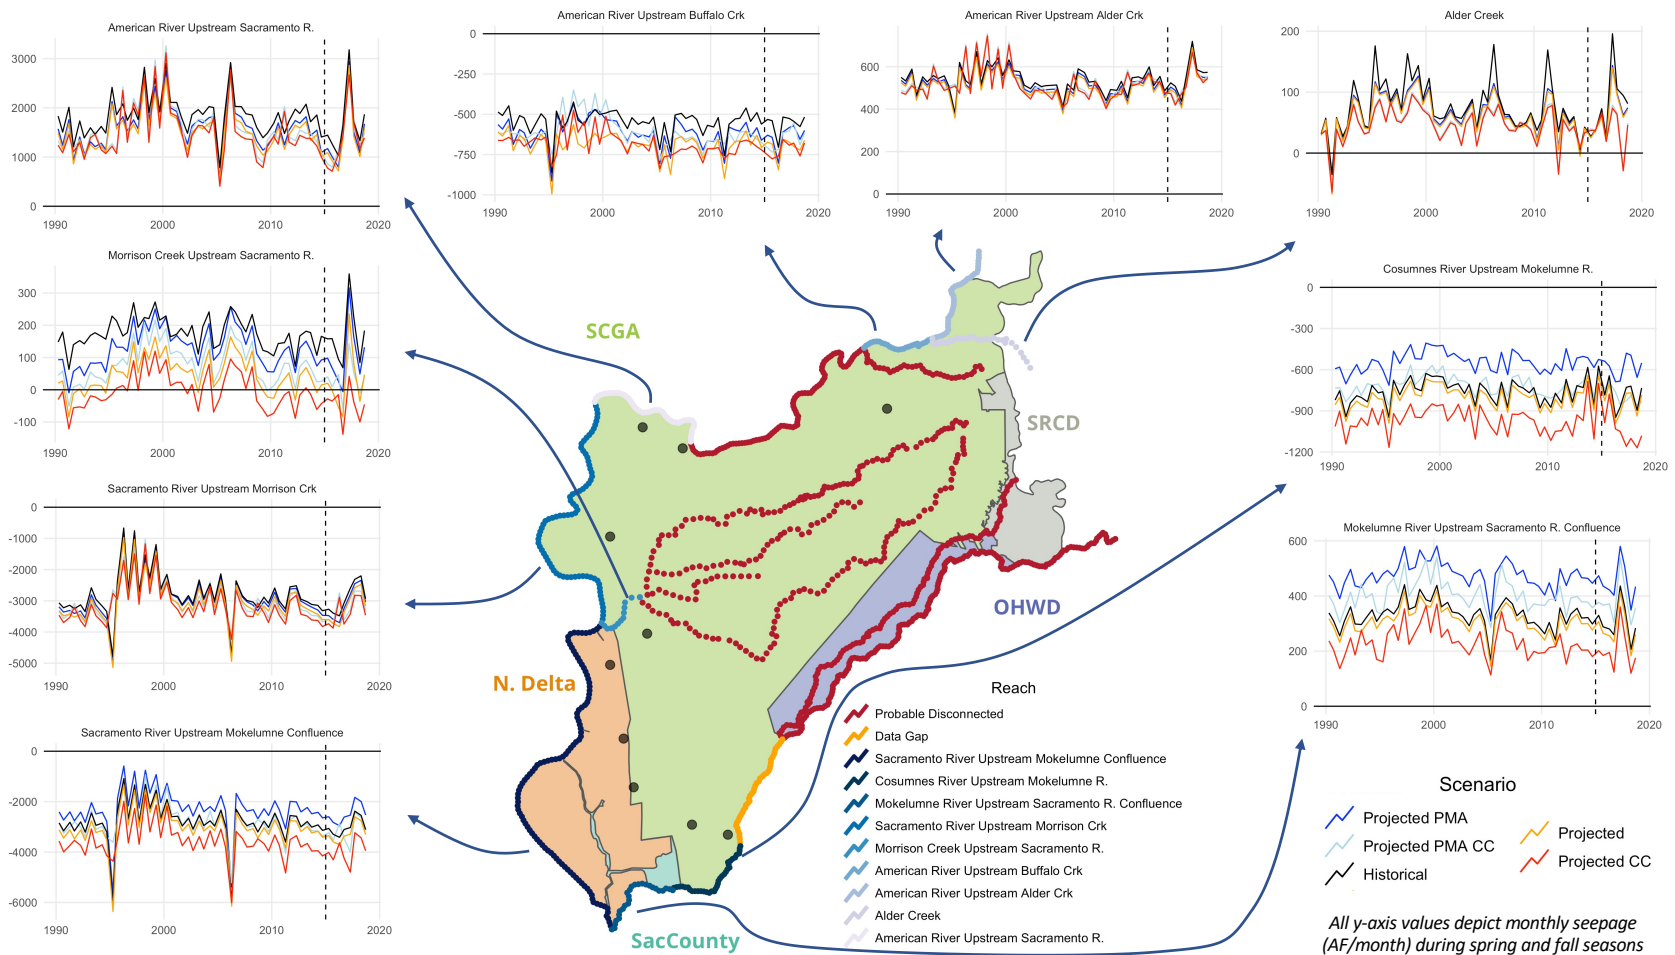 American River Upstream Sacramento R.
3000
2000
1000
0
1990
2000
2010
2020
American River Upstream Buffalo Crk
0
-250
-500
-750
-1000
1990
2000
2010
2020
American River Upstream Alder Crk
600
400
200
0
1990
2000
2010
2020
Alder Creek
200
100
0
1990
2000
2010
2020
Morrison Creek Upstream Sacramento R.
300
200
100
0
-100
1990
2000
2010
2020
Cosumnes River Upstream Mokelumne R.
0
-300
-600
-900
-1200
1990
2000
2010
2020
Sacramento River Upstream Morrison Crk
0
-1000
-2000
-3000
-4000
-5000
1990
2000
2010
2020
Mokelumne River Upstream Sacramento R. Confluence
600
400
200
0
1990
2000
2010
2020
Sacramento River Upstream Mokelumne Confluence
0
-2000
-4000
-6000
1990
2000
2010
2020
SCGA
SRCD
OHWD
N. Delta
SacCounty
Reach
Probable Disconnected
Data Gap
Sacramento River Upstream Mokelumne Confluence
Cosumnes River Upstream Mokelumne R.
Mokelumne River Upstream Sacramento R. Confluence
Sacramento River Upstream Morrison Crk
Morrison Creek Upstream Sacramento R.
American River Upstream Buffalo Crk
American River Upstream Alder Crk
Alder Creek
American River Upstream Sacramento R.
Scenario
Projected PMA
Projected PMA CC
Historical
Projected
Projected CC
All y-axis values depict monthly seepage
(AF/month) during spring and fall seasons